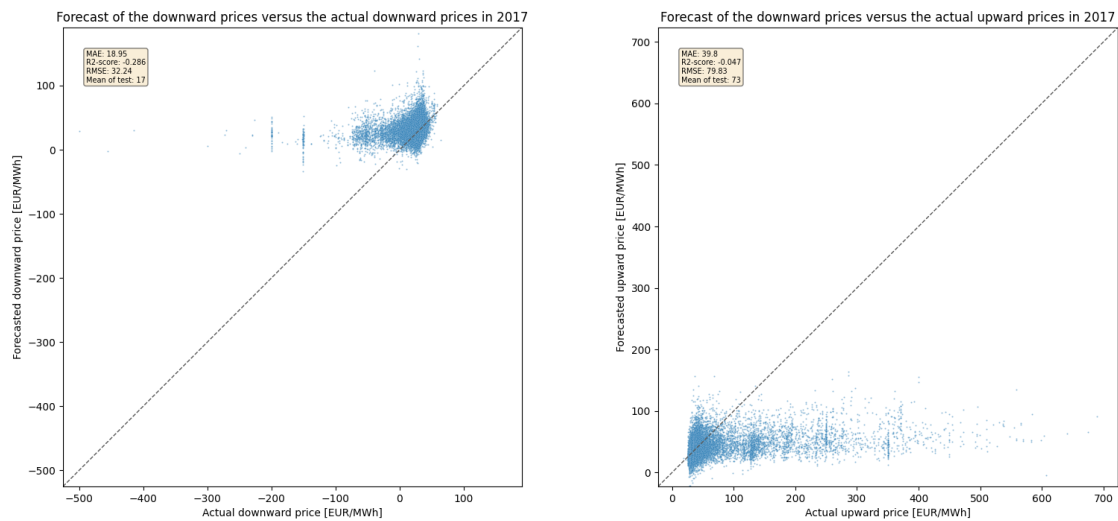 Forecast of the downward prices versus the actual downward prices in 2017
MAE: 18.95
R2-score: -0.286
RMSE: 32.24
Mean of test: 17
100
0
−100
−200
−300
−400
−500
Forecasted downward price [EUR/MWh]
−500
−400
−300
−200
−100
0
100
Actual downward price [EUR/MWh]
Forecast of the downward prices versus the actual upward prices in 2017
MAE: 39.8
R2-score: -0.047
RMSE: 79.83
Mean of test: 73
700
600
500
400
300
200
100
0
Forecasted upward price [EUR/MWh]
0
100
200
300
400
500
600
700
Actual upward price [EUR/MWh]